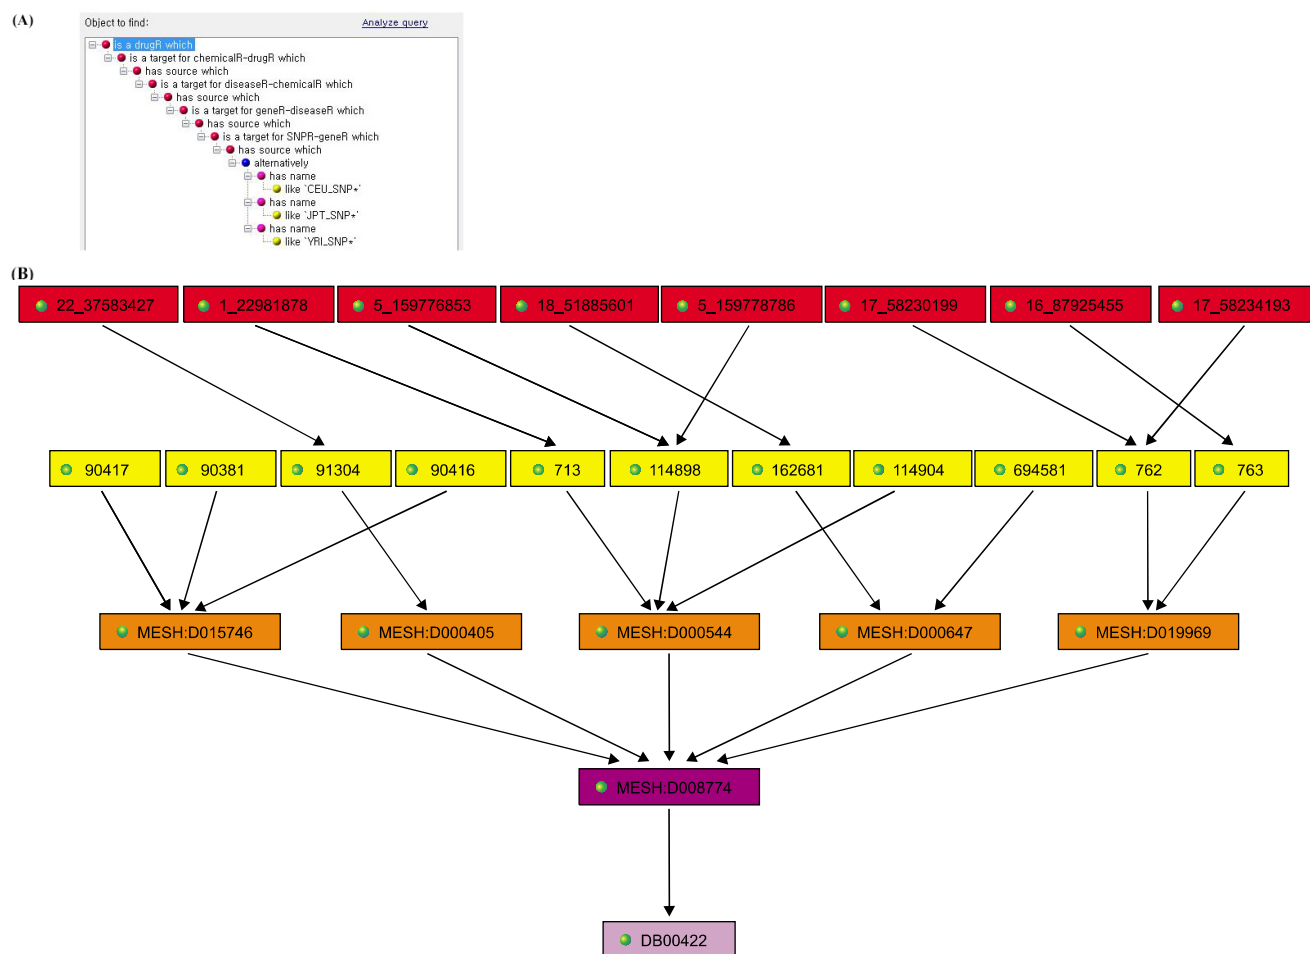 (A)
Object to find: Analyze query
is a drugR which
is a target for chemicalR-drugR which
has source which
is a target for diseaseR-chemicalR which
has source which
is a target for geneR-diseaseR which
has source which
is a target for SNPR-geneR which
has source which
alternatively
has name
like `CEU_SNP*'
has name
like `JPT_SNP*'
has name
like `YRI_SNP*'
(B)
22_37583427 1_22981878 5_159776853 18_51885601 5_159778786 17_58230199 16_87925455 17_58234193
90417 90381 91304 90416 713 114898 162681 114904 694581 762 763
MESH:D015746 MESH:D000405 MESH:D000544 MESH:D000647 MESH:D019969
MESH:D008774
DB00422